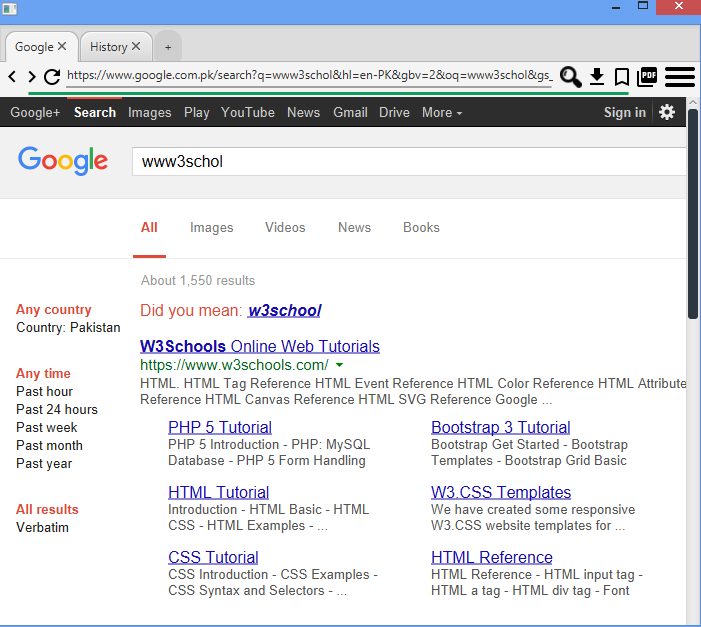 Google ✕ History ✕ +
https://www.google.com.pk/search?q=www3schol&hl=en-PK&gbv=2&oq=www3schol&gs_
PDF
Google+ Search Images Play YouTube News Gmail Drive More Sign in
Google
www3schol
All Images Videos News Books
About 1,550 results
Did you mean: w3school
Any country
Country: Pakistan
Any time
Past hour
Past 24 hours
Past week
Past month
Past year
All results
Verbatim
W3Schools Online Web Tutorials
https://www.w3schools.com/
HTML. HTML Tag Reference HTML Event Reference HTML Color Reference HTML Attribute
Reference HTML Canvas Reference HTML SVG Reference Google ...
PHP 5 Tutorial
PHP 5 Introduction - PHP: MySQL
Database - PHP 5 Form Handling
Bootstrap 3 Tutorial
Bootstrap Get Started - Bootstrap
Templates - Bootstrap Grid Basic
HTML Tutorial
Introduction - HTML Basic - HTML
CSS - HTML Examples - ...
W3.CSS Templates
We have created some responsive
W3.CSS website templates for ...
CSS Tutorial
CSS Introduction - CSS Examples -
CSS Syntax and Selectors - ...
HTML Reference
HTML Reference - HTML input tag -
HTML a tag - HTML div tag - Font